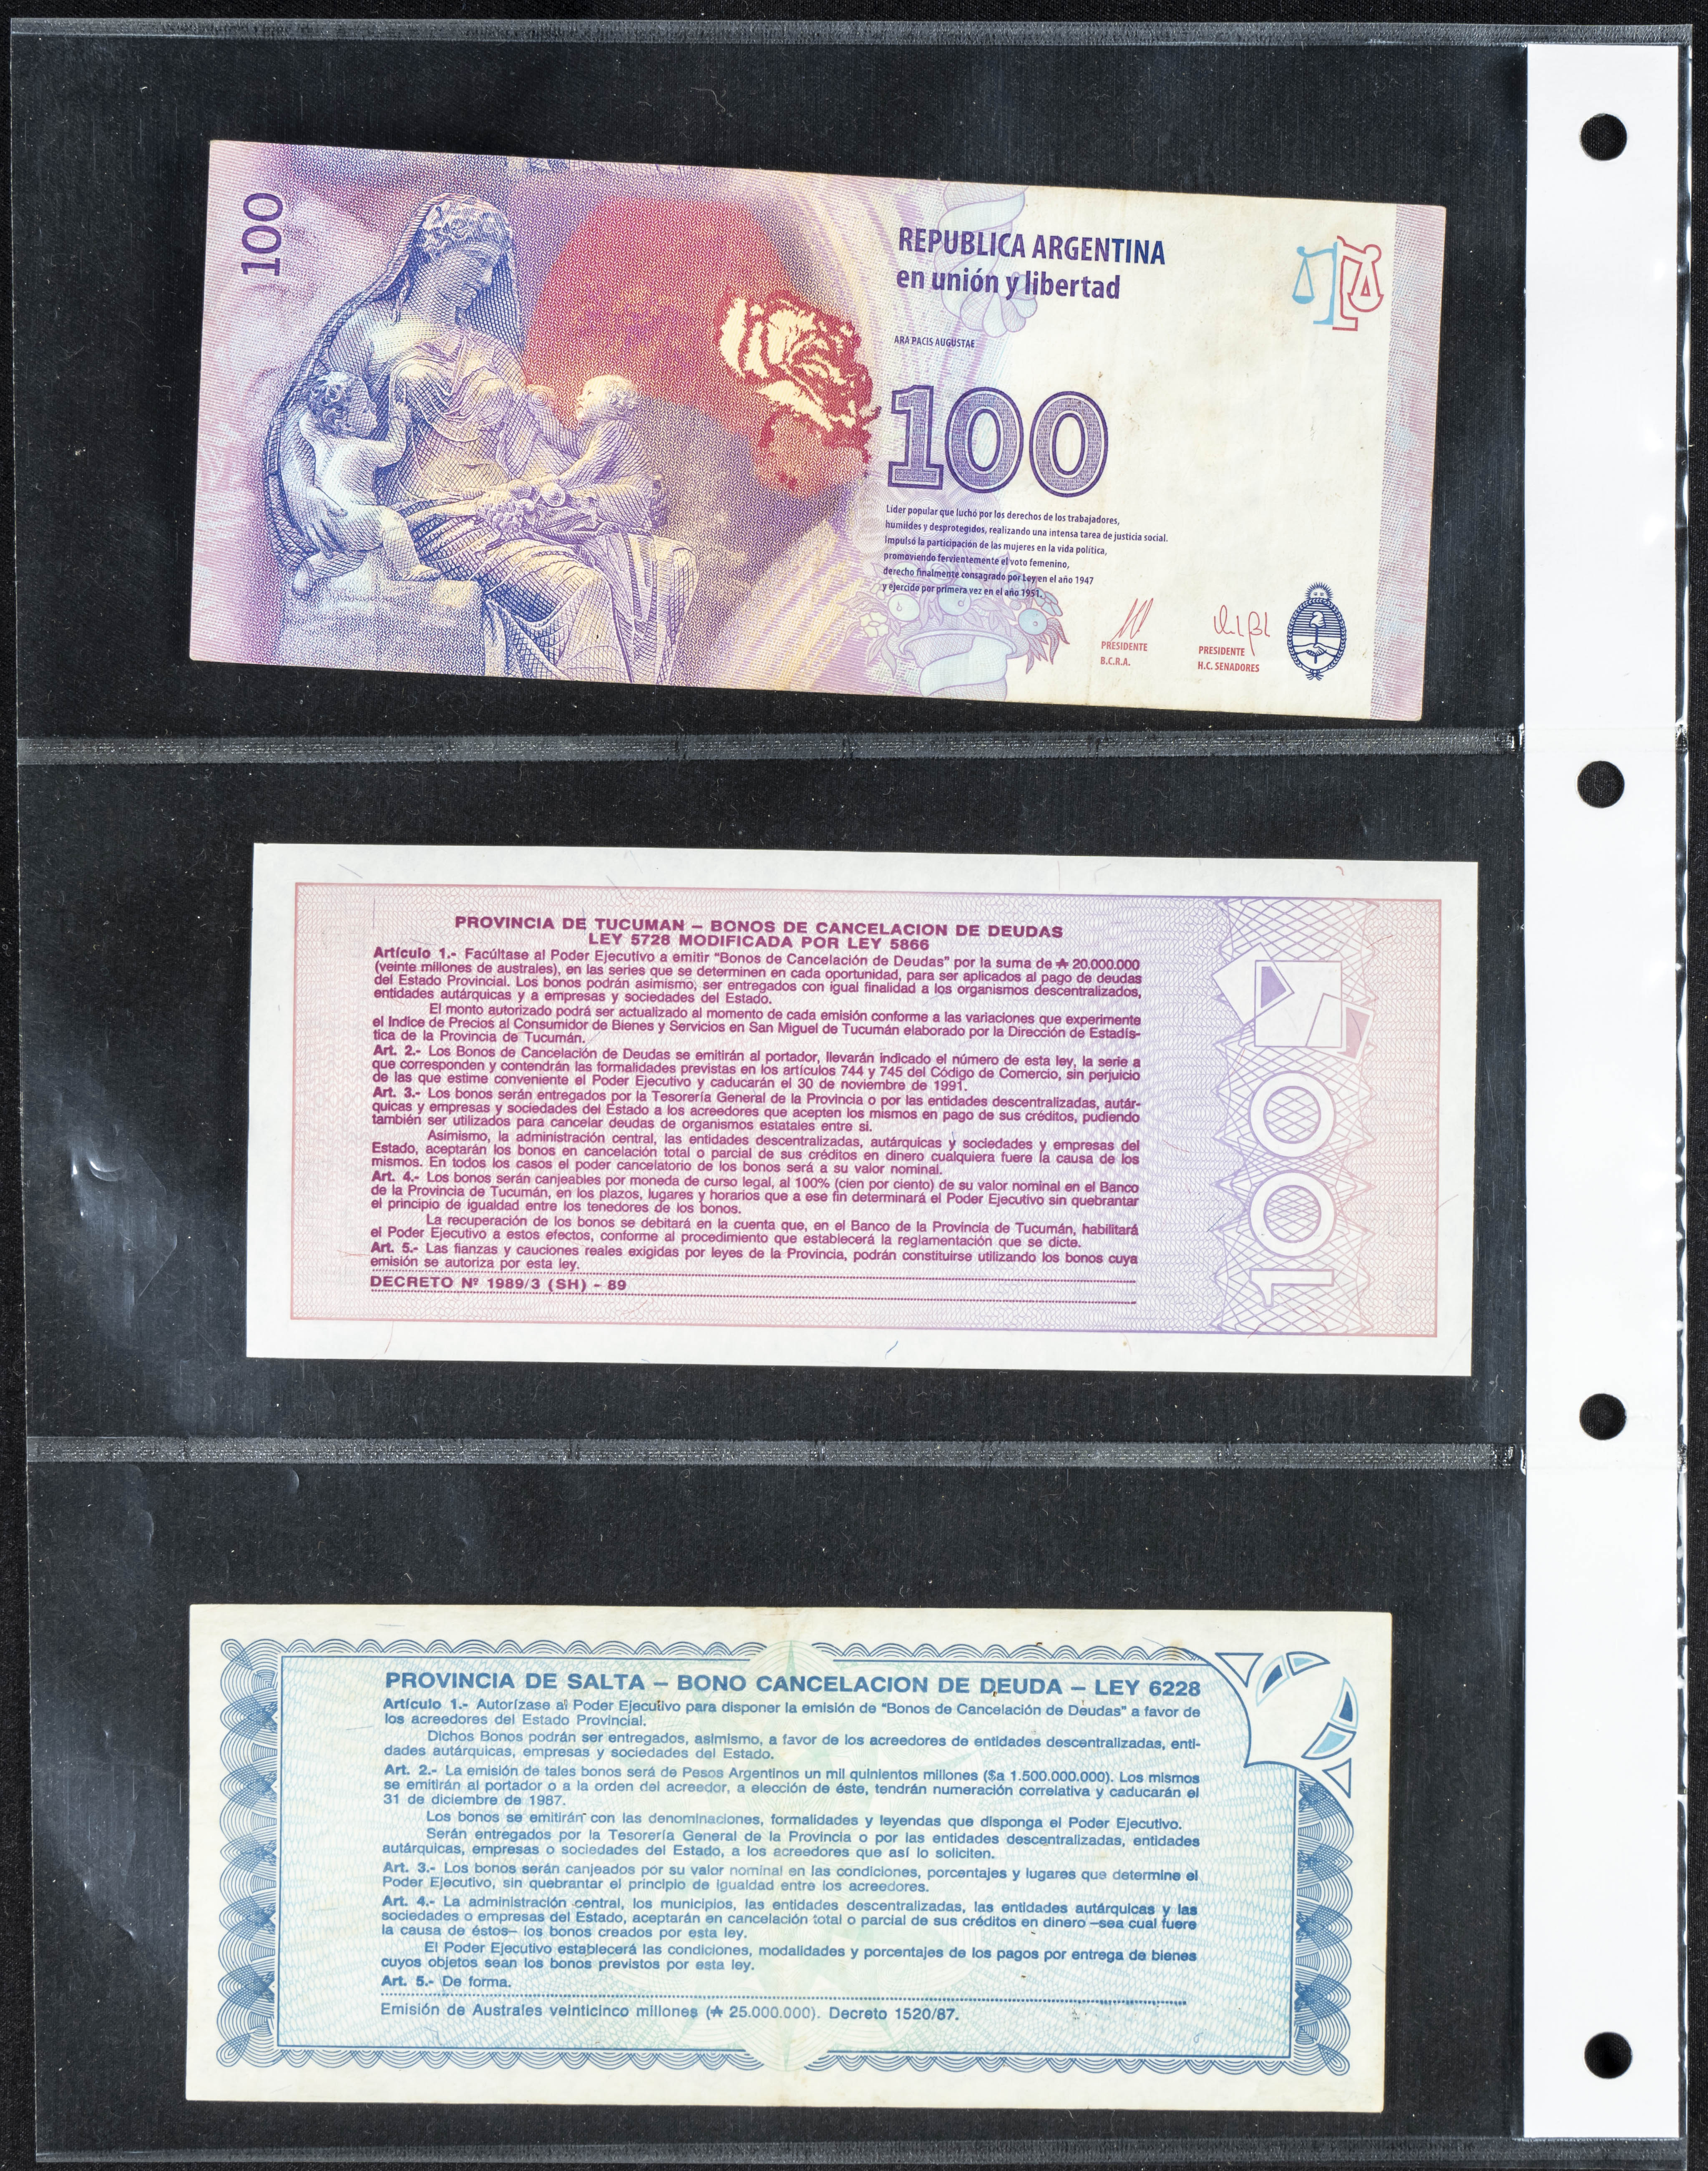 100
REPUBLICA ARGENTINA
en unión y libertad
ARA PACIS AUGUSTAE
100
Líder popular que luchó por los derechos de los trabajadores,
humildes y desprotegidos, realizando una intensa tarea de justicia social.
Impulsó la participación de las mujeres en la vida política,
promoviendo fervientemente el voto femenino,
derecho finalmente consagrado por Ley en el año 1947
y ejercido por primera vez en el año 1951.
PRESIDENTE
B.C.R.A.
PRESIDENTE
H.C. SENADORES
PROVINCIA DE TUCUMAN – BONOS DE CANCELACION DE DEUDAS
LEY 5728 MODIFICADA POR LEY 5866
Artículo 1.- Facúltase al Poder Ejecutivo a emitir "Bonos de Cancelación de Deudas" por la suma de ₳ 20.000.000
(veinte millones de australes), en las series que se determinen en cada oportunidad, para ser aplicados al pago de deudas
del Estado Provincial. Los bonos podrán asimismo, ser entregados con igual finalidad a los organismos descentralizados,
entidades autárquicas y a empresas y sociedades del Estado.
El monto autorizado podrá ser actualizado al momento de cada emisión conforme a las variaciones que experimente
el Indice de Precios al Consumidor de Bienes y Servicios en San Miguel de Tucumán elaborado por la Dirección de Estadís-
tica de la Provincia de Tucumán.
Art. 2.- Los Bonos de Cancelación de Deudas se emitirán al portador, llevarán indicado el número de esta ley, la serie a
que corresponden y contendrán las formalidades previstas en los artículos 744 y 745 del Código de Comercio, sin perjuicio
de las que estime conveniente el Poder Ejecutivo y caducarán el 30 de noviembre de 1991.
Art. 3.- Los bonos serán entregados por la Tesorería General de la Provincia o por las entidades descentralizadas, autár-
quicas y empresas y sociedades del Estado a los acreedores que acepten los mismos en pago de sus créditos, pudiendo
también ser utilizados para cancelar deudas de organismos estatales entre si.
Asimismo, la administración central, las entidades descentralizadas, autárquicas y sociedades y empresas del
Estado, aceptarán los bonos en cancelación total o parcial de sus créditos en dinero cualquiera fuere la causa de los
mismos. En todos los casos el poder cancelatorio de los bonos será a su valor nominal.
Art. 4.- Los bonos serán canjeables por moneda de curso legal, al 100% (cien por ciento) de su valor nominal en el Banco
de la Provincia de Tucumán, en los plazos, lugares y horarios que a ese fin determinará el Poder Ejecutivo sin quebrantar
el principio de igualdad entre los tenedores de los bonos.
La recuperación de los bonos se debitará en la cuenta que, en el Banco de la Provincia de Tucumán, habilitará
el Poder Ejecutivo a estos efectos, conforme al procedimiento que establecerá la reglamentación que se dicte.
Art. 5.- Las fianzas y cauciones reales exigidas por leyes de la Provincia, podrán constituirse utilizando los bonos cuya
emisión se autoriza por esta ley.
DECRETO Nº 1989/3 (SH) - 89
100
PROVINCIA DE SALTA – BONO CANCELACION DE DEUDA – LEY 6228
Artículo 1.- Autorízase al Poder Ejecutivo para disponer la emisión de "Bonos de Cancelación de Deudas" a favor de
los acreedores del Estado Provincial.
Dichos Bonos podrán ser entregados, asimismo, a favor de los acreedores de entidades descentralizadas, enti-
dades autárquicas, empresas y sociedades del Estado.
Art. 2.- La emisión de tales bonos será de Pesos Argentinos un mil quinientos millones ($a 1.500.000.000). Los mismos
se emitirán al portador o a la orden del acreedor, a elección de éste, tendrán numeración correlativa y caducarán el
31 de diciembre de 1987.
Los bonos se emitirán con las denominaciones, formalidades y leyendas que disponga el Poder Ejecutivo.
Serán entregados por la Tesorería General de la Provincia o por las entidades descentralizadas, entidades
autárquicas, empresas o sociedades del Estado, a los acreedores que así lo soliciten.
Art. 3.- Los bonos serán canjeados por su valor nominal en las condiciones, porcentajes y lugares que determine el
Poder Ejecutivo, sin quebrantar el principio de igualdad entre los acreedores.
Art. 4.- La administración central, los municipios, las entidades descentralizadas, las entidades autárquicas y las
sociedades o empresas del Estado, aceptarán en cancelación total o parcial de sus créditos en dinero –sea cual fuere
la causa de éstos– los bonos creados por esta ley.
El Poder Ejecutivo establecerá las condiciones, modalidades y porcentajes de los pagos por entrega de bienes
cuyos objetos sean los bonos previstos por esta ley.
Art. 5.- De forma.
Emisión de Australes veinticinco millones (₳ 25.000.000). Decreto 1520/87.